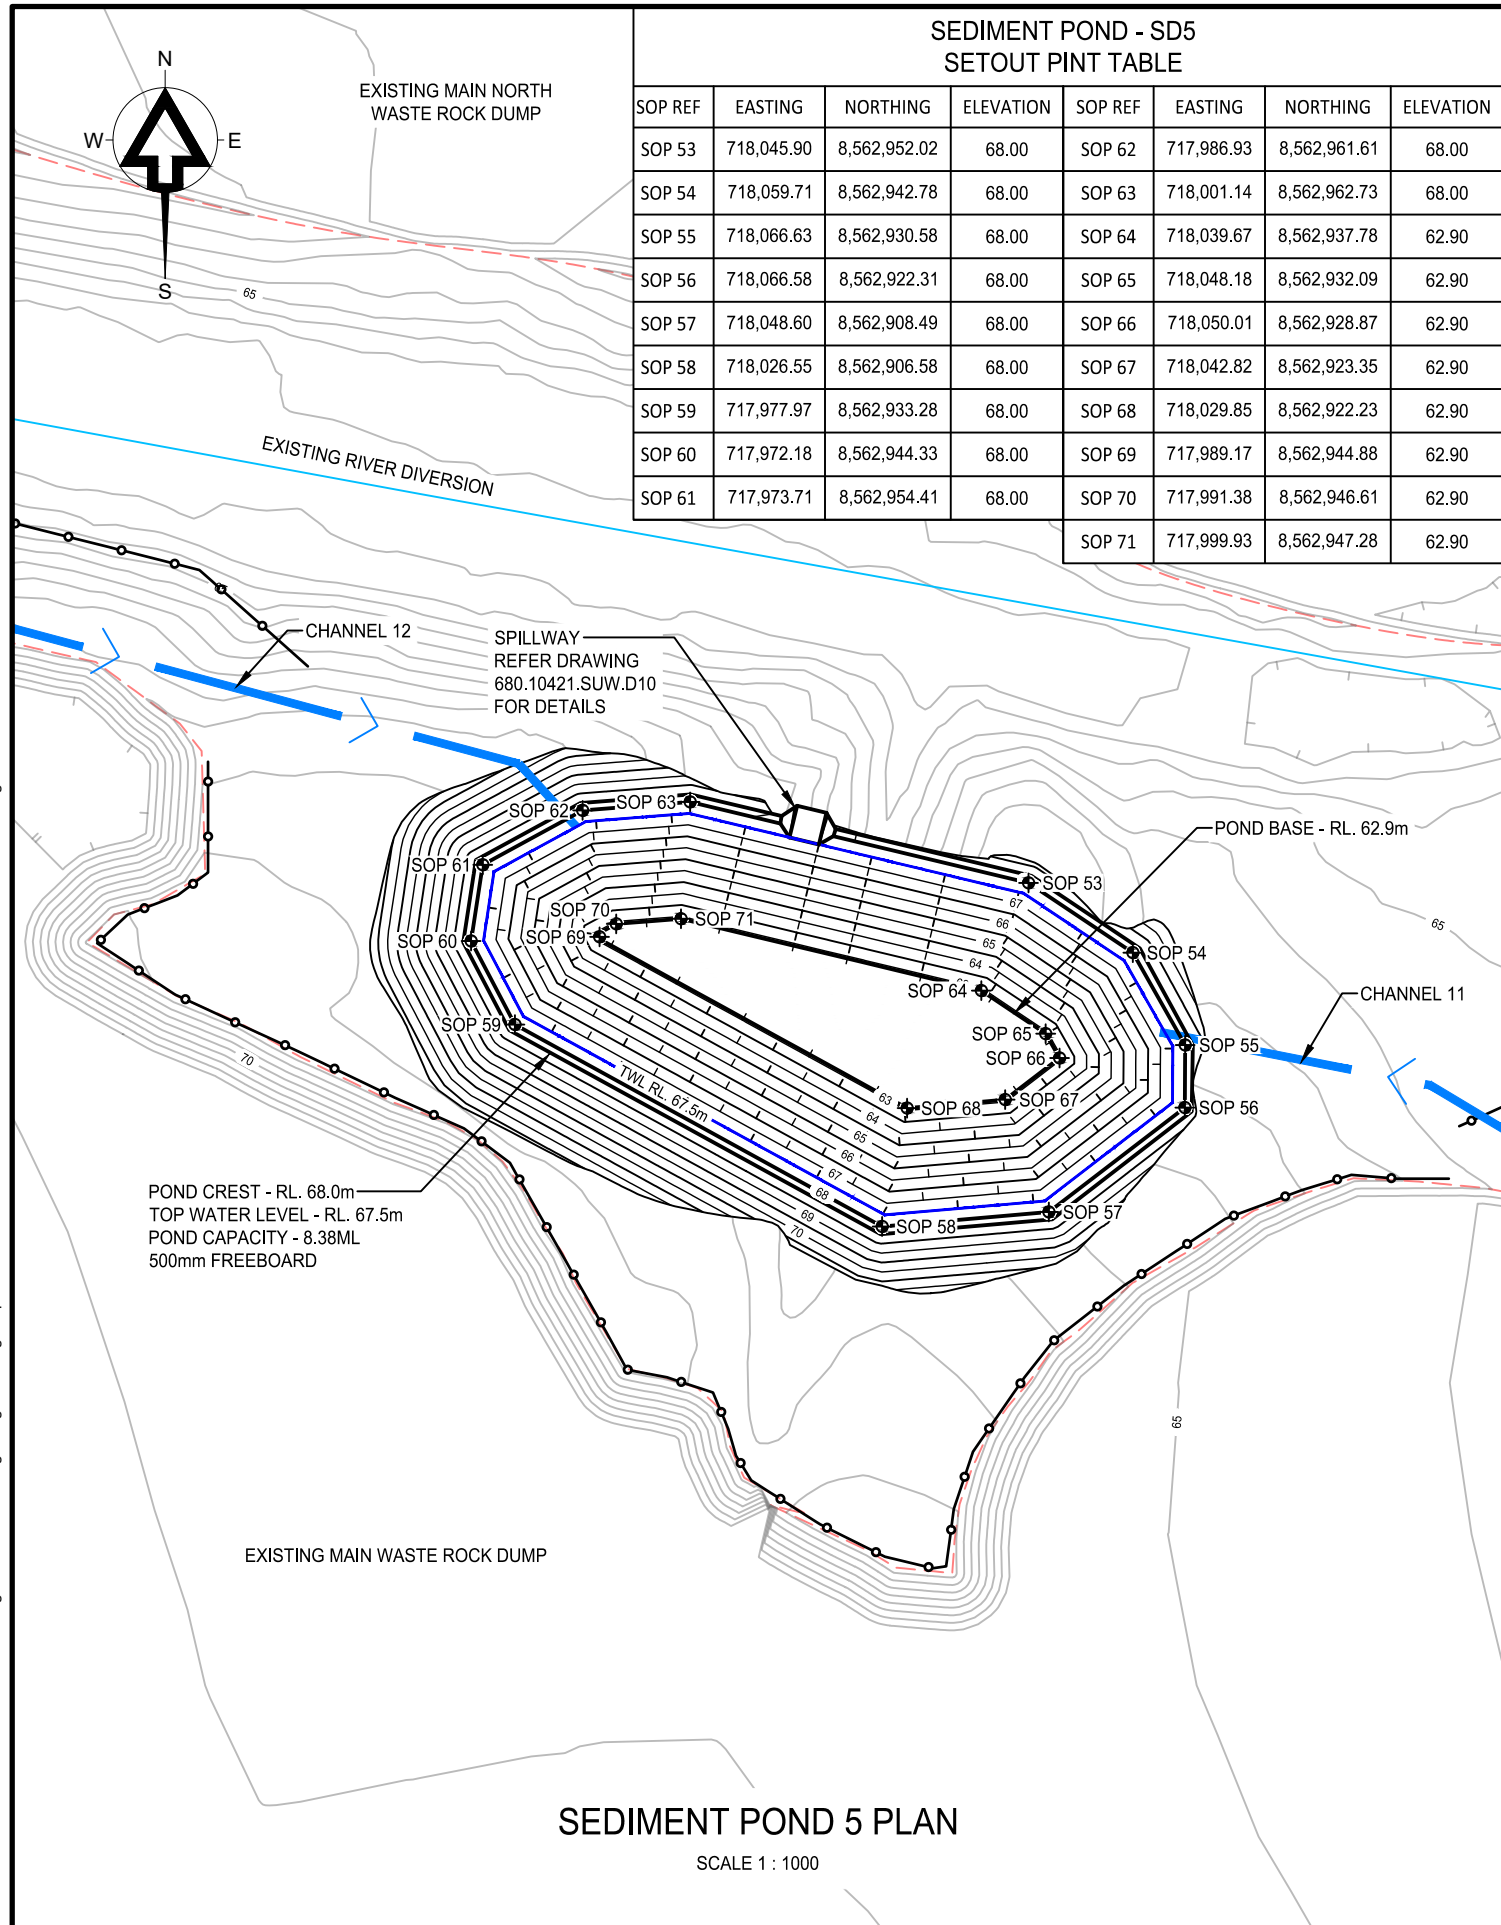 SEDIMENT POND - SD5
SETOUT PINT TABLE
SOP REF EASTING NORTHING ELEVATION SOP REF EASTING NORTHING ELEVATION
SOP 53 718,045.90 8,562,952.02 68.00 SOP 62 717,986.93 8,562,961.61 68.00
SOP 54 718,059.71 8,562,942.78 68.00 SOP 63 718,001.14 8,562,962.73 68.00
SOP 55 718,066.63 8,562,930.58 68.00 SOP 64 718,039.67 8,562,937.78 62.90
SOP 56 718,066.58 8,562,922.31 68.00 SOP 65 718,048.18 8,562,932.09 62.90
SOP 57 718,048.60 8,562,908.49 68.00 SOP 66 718,050.01 8,562,928.87 62.90
SOP 58 718,026.55 8,562,906.58 68.00 SOP 67 718,042.82 8,562,923.35 62.90
SOP 59 717,977.97 8,562,933.28 68.00 SOP 68 718,029.85 8,562,922.23 62.90
SOP 60 717,972.18 8,562,944.33 68.00 SOP 69 717,989.17 8,562,944.88 62.90
SOP 61 717,973.71 8,562,954.41 68.00 SOP 70 717,991.38 8,562,946.61 62.90
SOP 71 717,999.93 8,562,947.28 62.90
N
W E
S
EXISTING MAIN NORTH
WASTE ROCK DUMP
65
EXISTING RIVER DIVERSION
CHANNEL 12
SPILLWAY
REFER DRAWING
680.10421.SUW.D10
FOR DETAILS
SOP 62
SOP 63
POND BASE - RL. 62.9m
SOP 61
SOP 53
67
66
65
64
SOP 70
SOP 71
SOP 69
SOP 60
65
SOP 54
SOP 64
CHANNEL 11
SOP 59
SOP 65
SOP 55
SOP 66
70
TWL RL. 67.5m
63
SOP 68
SOP 67
SOP 56
64
65
66
67
68
69
70
POND CREST - RL. 68.0m
TOP WATER LEVEL - RL. 67.5m
POND CAPACITY - 8.38ML
500mm FREEBOARD
SOP 58
SOP 57
65
EXISTING MAIN WASTE ROCK DUMP
SEDIMENT POND 5 PLAN
SCALE 1 : 1000